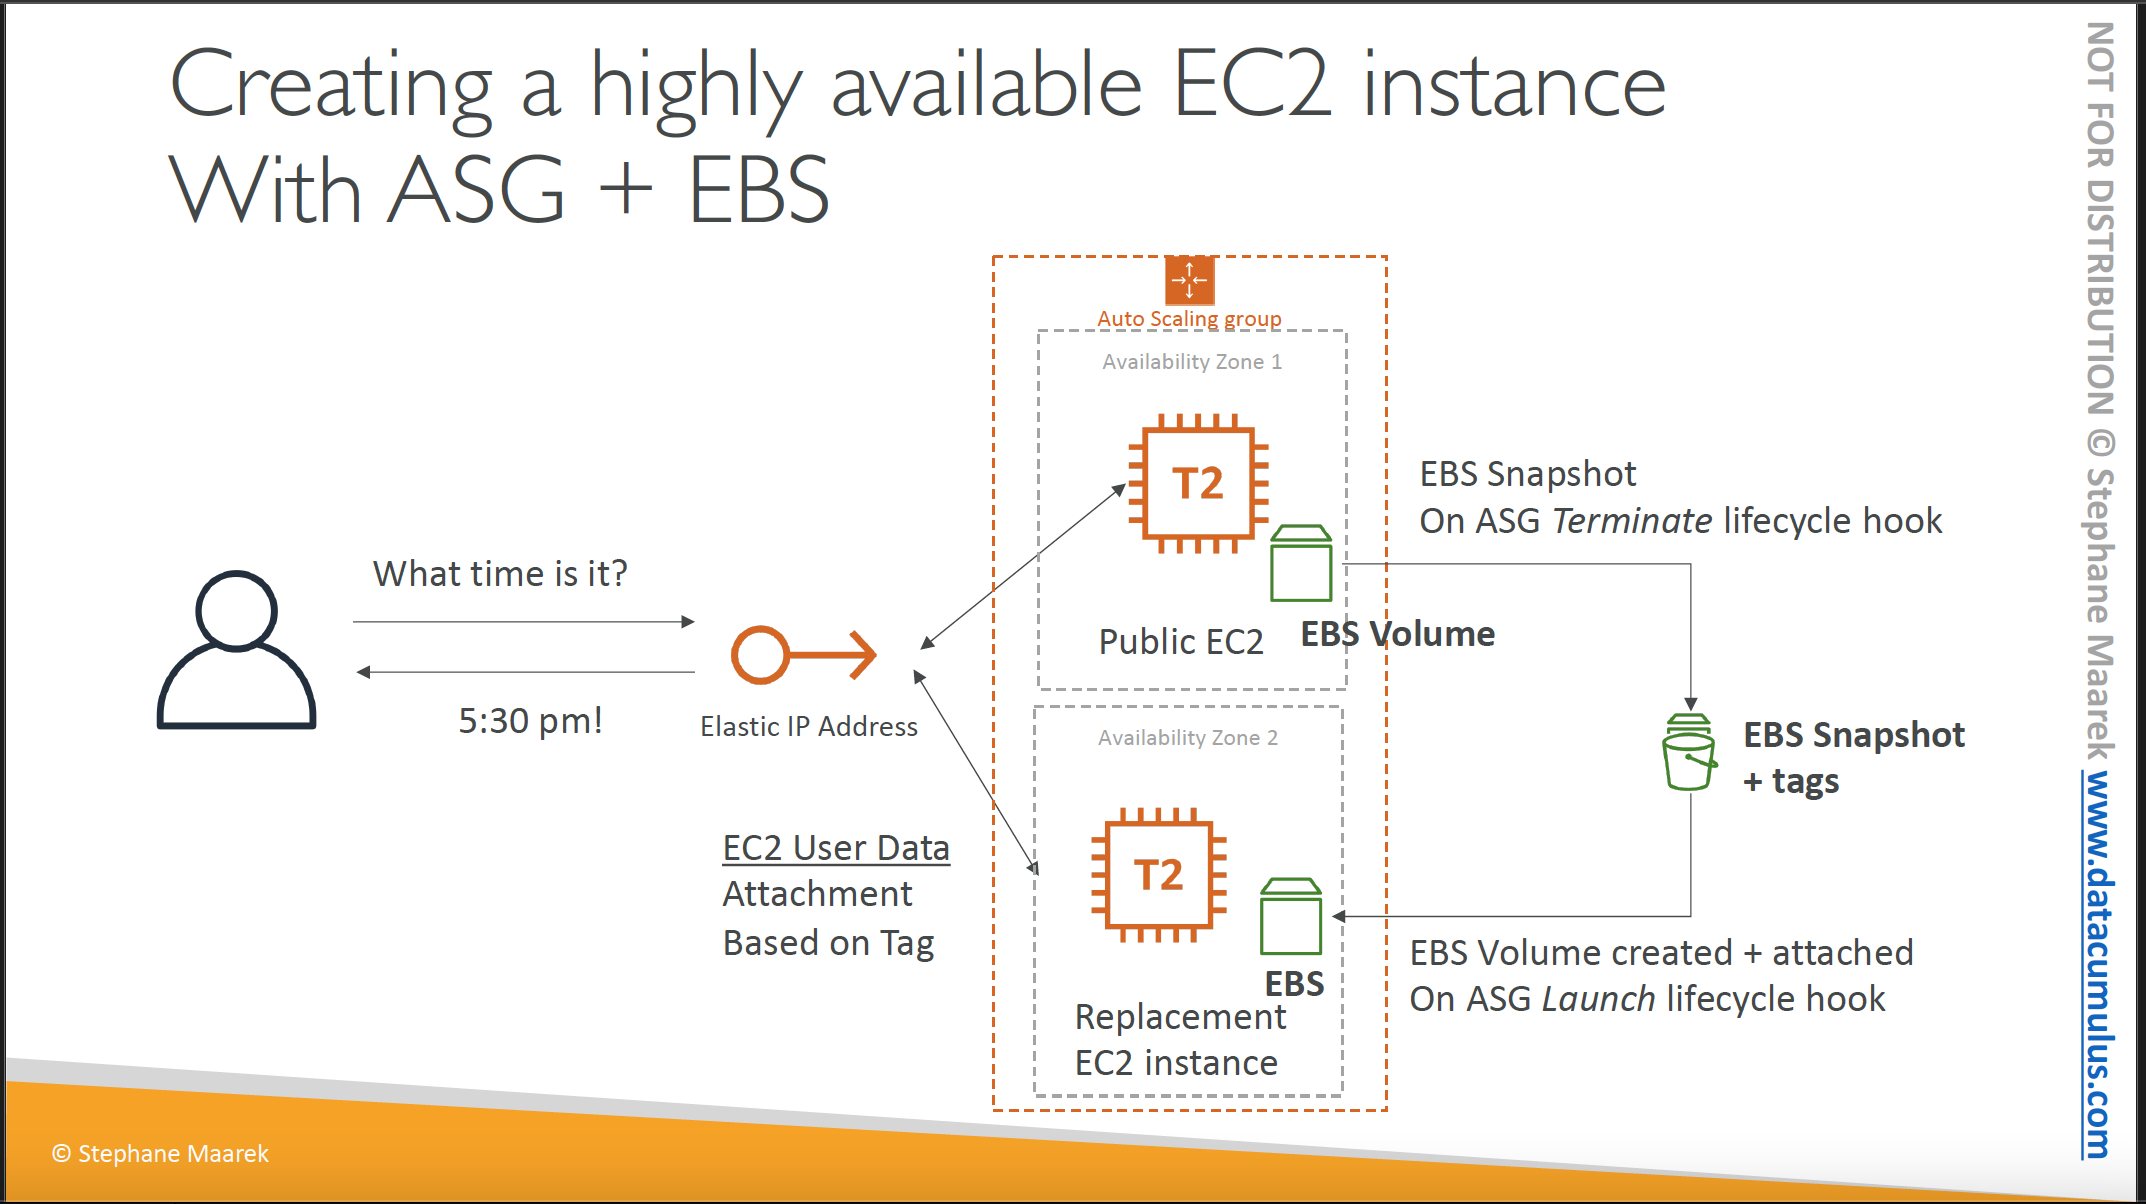 Creating a highly available EC2 instance
With ASG + EBS
Auto Scaling group
Availability Zone 1
T2
Public EC2
EBS Volume
EBS Snapshot
On ASG Terminate lifecycle hook
What time is it?
5:30 pm!
Elastic IP Address
EC2 User Data
Attachment
Based on Tag
Availability Zone 2
T2
EBS
Replacement
EC2 instance
EBS Snapshot
+ tags
EBS Volume created + attached
On ASG Launch lifecycle hook
© Stephane Maarek
NOT FOR DISTRIBUTION © Stephane Maarek www.datacumulus.com